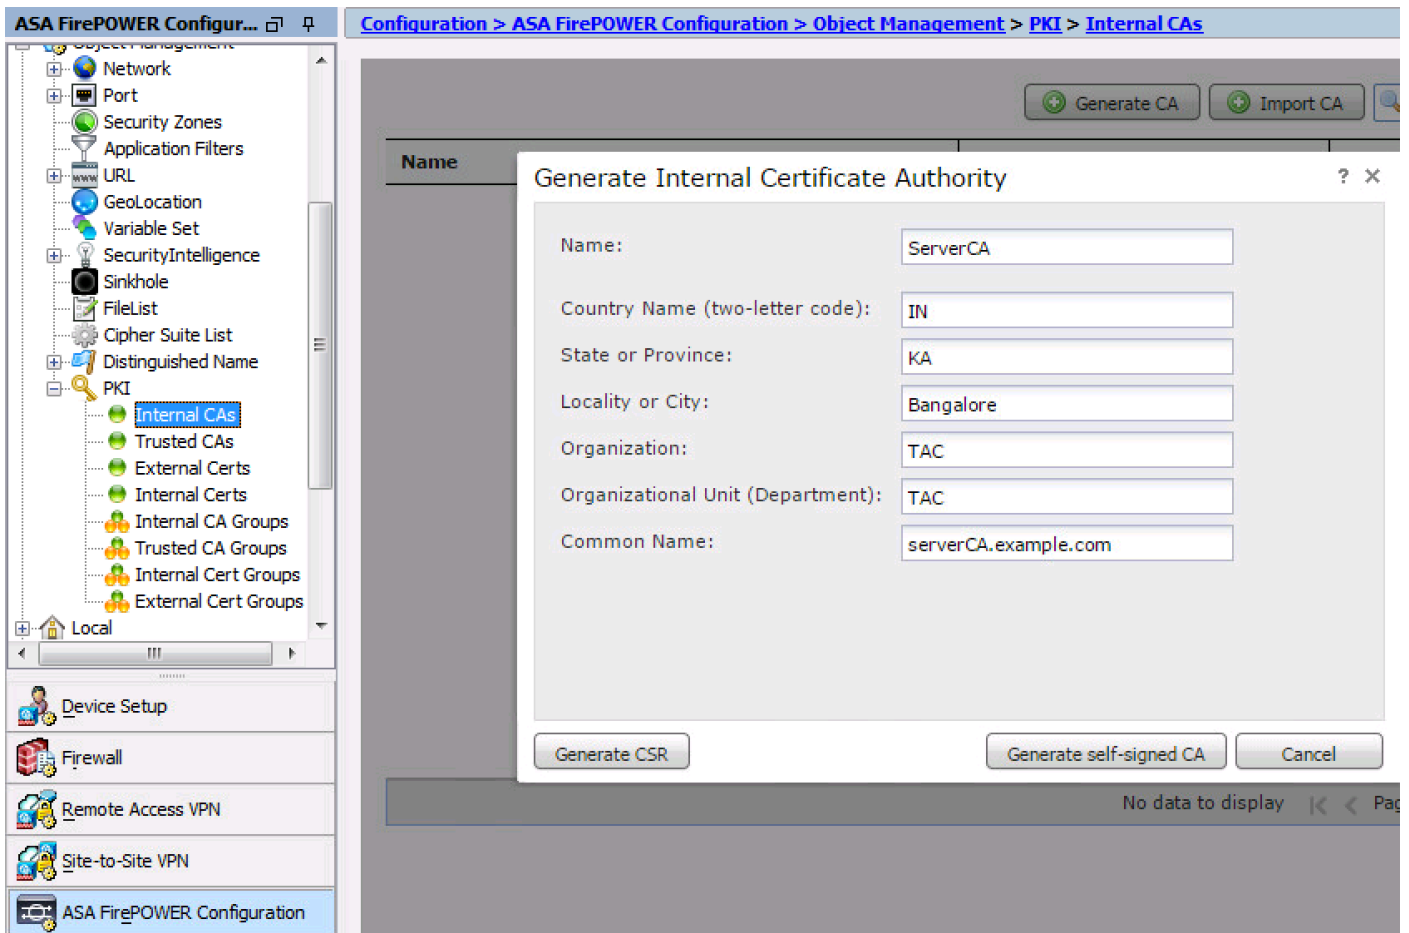 ASA FirePOWER Configur...
Configuration > ASA FirePOWER Configuration > Object Management > PKI > Internal CAs
Object Management
Network
Port
Security Zones
Application Filters
www URL
GeoLocation
Variable Set
SecurityIntelligence
Sinkhole
FileList
Cipher Suite List
Distinguished Name
PKI
Internal CAs
Trusted CAs
External Certs
Internal Certs
Internal CA Groups
Trusted CA Groups
Internal Cert Groups
External Cert Groups
Local
Device Setup
Firewall
Remote Access VPN
Site-to-Site VPN
ASA FirePOWER Configuration
Generate CA Import CA
Name
Generate Internal Certificate Authority ?
Name: ServerCA
Country Name (two-letter code): IN
State or Province: KA
Locality or City: Bangalore
Organization: TAC
Organizational Unit (Department): TAC
Common Name: serverCA.example.com
Generate CSR Generate self-signed CA Cancel
No data to display Pag